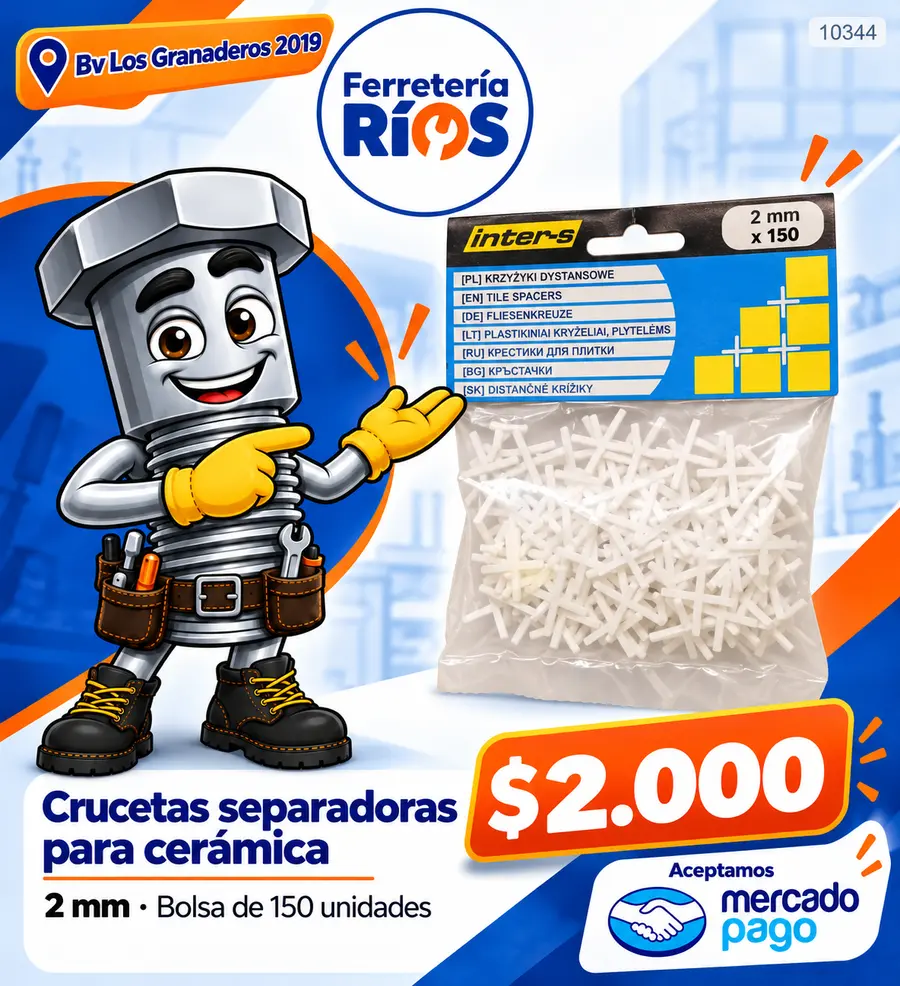 Bv Los Granaderos 2019
Ferretería
RíOS
10344
inter-s
2 mm
x 150
[PL] KRZYŻYKI DYSTANSOWE
[EN] TILE SPACERS
[DE] FLIESENKREUZE
[LT] PLASTIKINIAI KRYŽELIAI, PLYTELĖMS
[RU] КРЕСТИКИ ДЛЯ ПЛИТКИ
[BG] КРЪСТАЧКИ
[SK] DISTANČNÉ KRÍŽIKY
$2.000
Crucetas separadoras
para cerámica
2 mm · Bolsa de 150 unidades
Aceptamos
mercado
pago